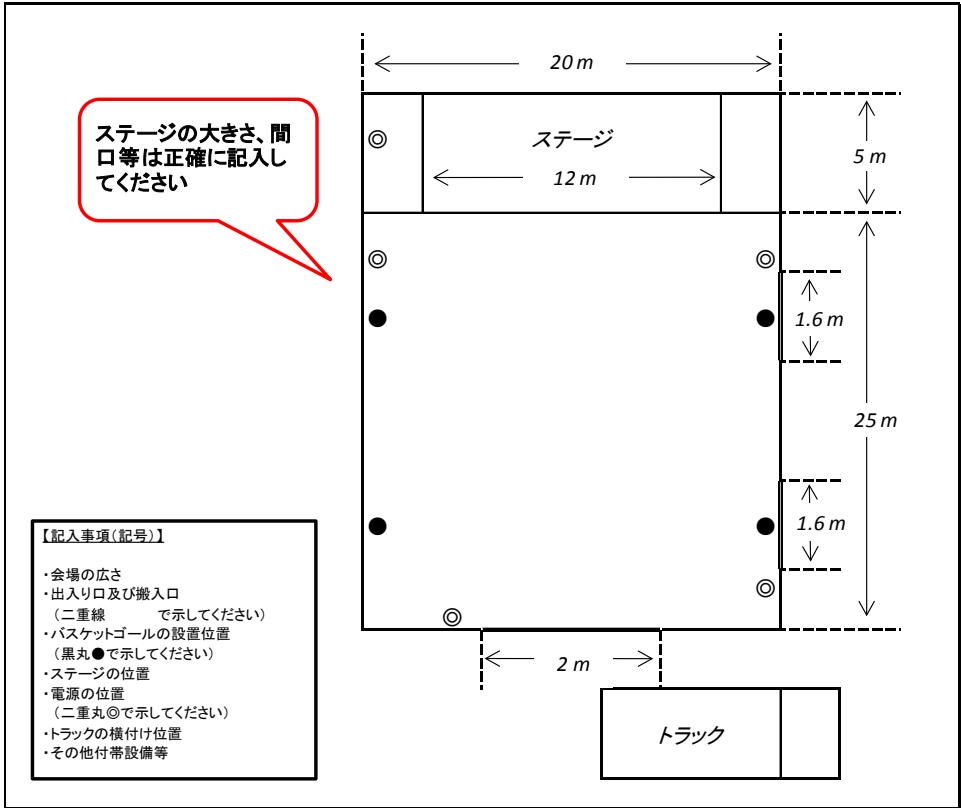 20 m
ステージの大きさ、間
口等は正確に記入し
てください
ステージ
12 m
5 m
1.6 m
25 m
1.6 m
2 m
トラック
【記入事項(記号)】
・会場の広さ
・出入り口及び搬入口
（二重線　　　で示してください）
・バスケットゴールの設置位置
（黒丸●で示してください）
・ステージの位置
・電源の位置
（二重丸◎で示してください）
・トラックの横付け位置
・その他付帯設備等